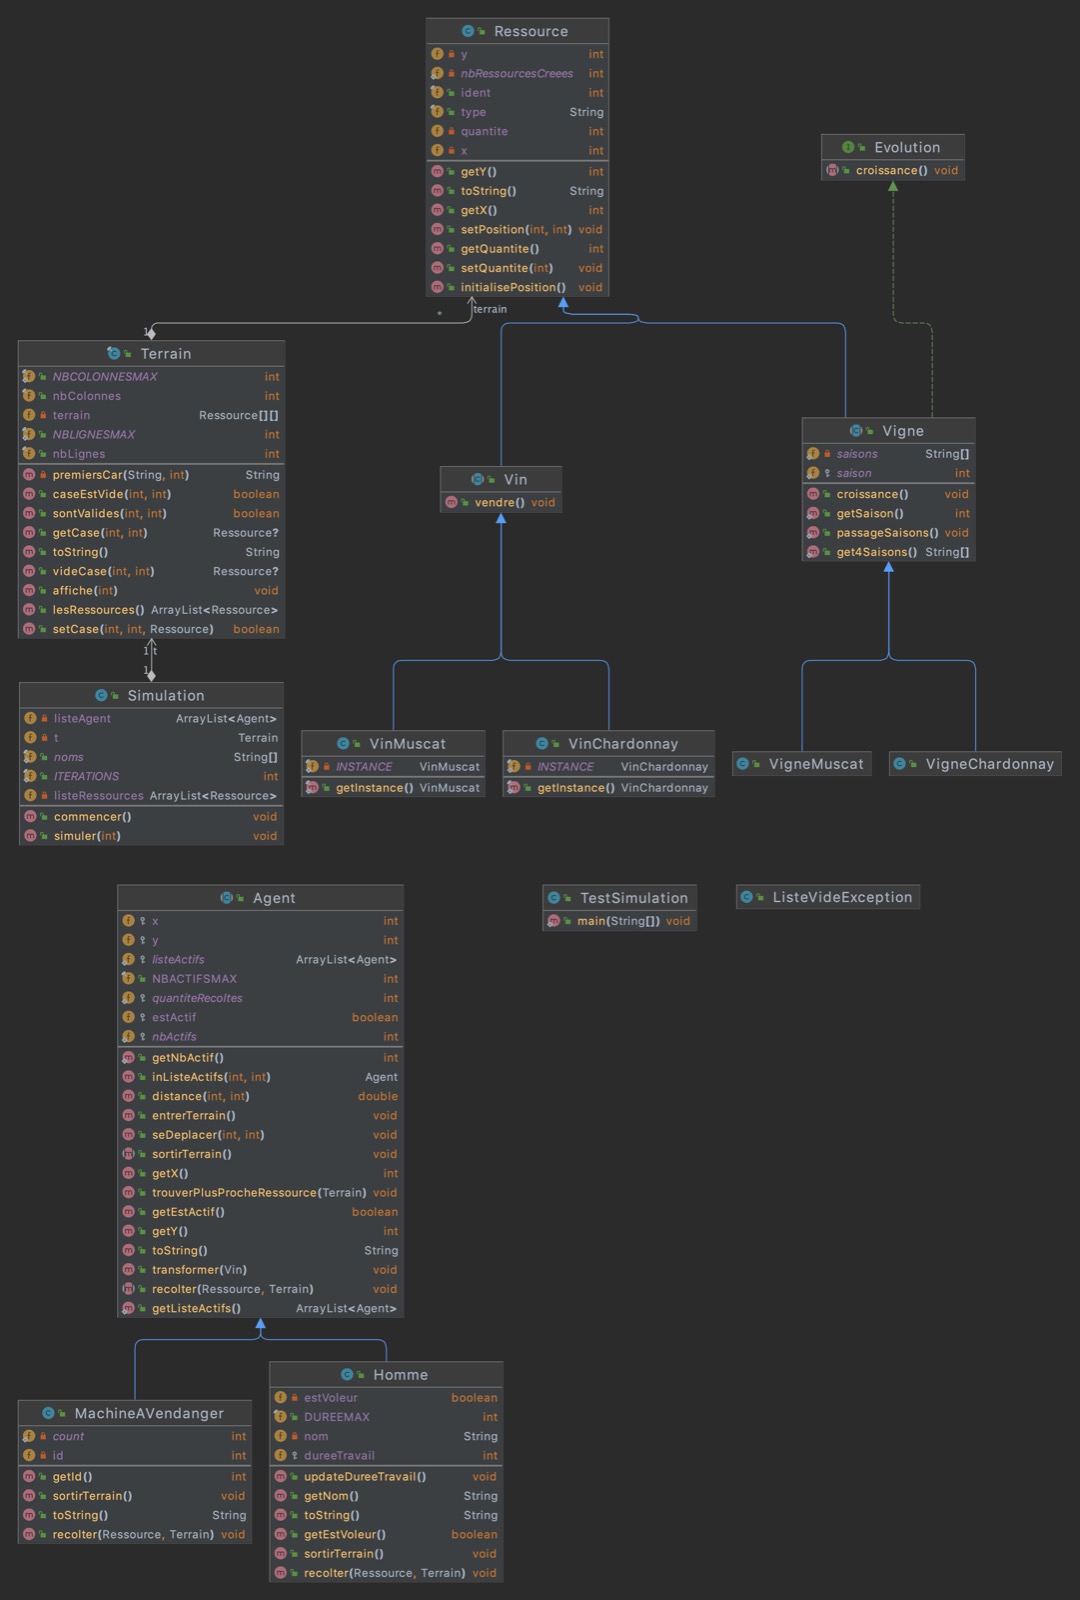 Ressource
y int
nbRessourcesCreees int
ident int
type String
quantite int
x int
getY() int
toString() String
getX() int
setPosition(int, int) void
getQuantite() int
setQuantite(int) void
initialisePosition() void
Evolution
croissance() void
* terrain
1
Terrain
NBCOLONNESMAX int
nbColonnes int
terrain Ressource[][]
NBLIGNESMAX int
nbLignes int
premiersCar(String, int) String
caseEstVide(int, int) boolean
sontValides(int, int) boolean
getCase(int, int) Ressource?
toString() String
videCase(int, int) Ressource?
affiche(int) void
lesRessources() ArrayList<Ressource>
setCase(int, int, Ressource) boolean
Vin
vendre() void
Vigne
saisons String[]
saison int
croissance() void
getSaison() int
passageSaisons() void
get4Saisons() String[]
1 t
1
Simulation
listeAgent ArrayList<Agent>
t Terrain
noms String[]
ITERATIONS int
listeRessources ArrayList<Ressource>
commencer() void
simuler(int) void
VinMuscat
INSTANCE VinMuscat
getInstance() VinMuscat
VinChardonnay
INSTANCE VinChardonnay
getInstance() VinChardonnay
VigneMuscat
VigneChardonnay
Agent
x int
y int
listeActifs ArrayList<Agent>
NBACTIFSMAX int
quantiteRecoltes int
estActif boolean
nbActifs int
getNbActif() int
inListeActifs(int, int) Agent
distance(int, int) double
entrerTerrain() void
seDeplacer(int, int) void
sortirTerrain() void
getX() int
trouverPlusProcheRessource(Terrain) void
getEstActif() boolean
getY() int
toString() String
transformer(Vin) void
recolter(Ressource, Terrain) void
getListeActifs() ArrayList<Agent>
TestSimulation
main(String[]) void
ListeVideException
MachineAVendanger
count int
id int
getId() int
sortirTerrain() void
toString() String
recolter(Ressource, Terrain) void
Homme
estVoleur boolean
DUREEMAX int
nom String
dureeTravail int
updateDureeTravail() void
getNom() String
toString() String
getEstVoleur() boolean
sortirTerrain() void
recolter(Ressource, Terrain) void